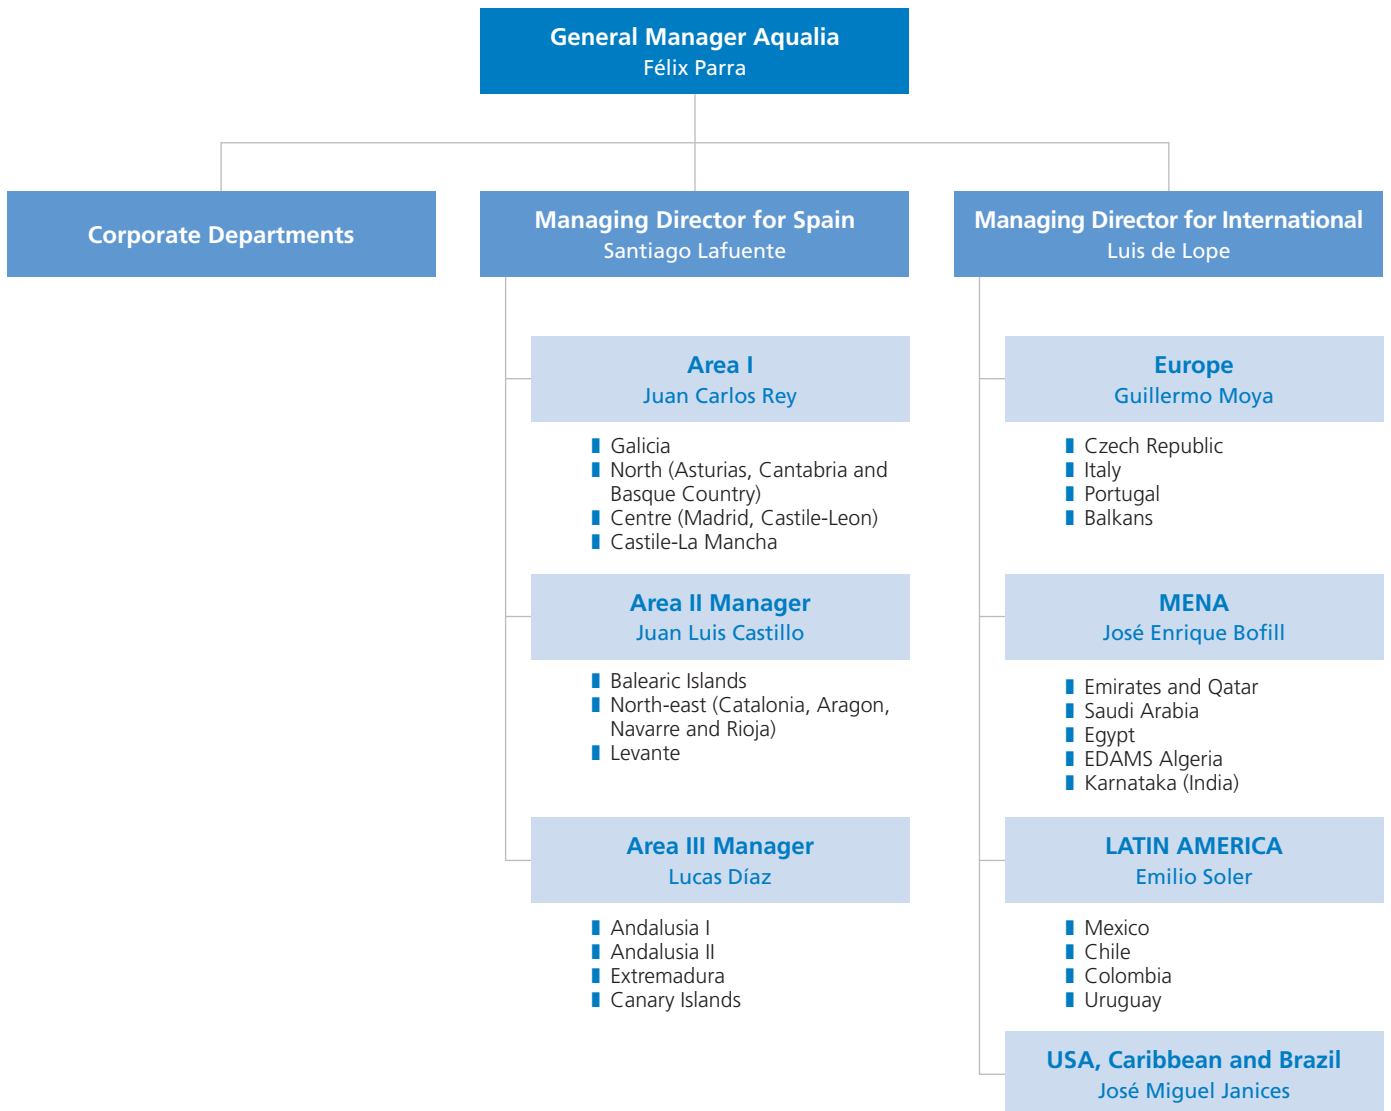 General Manager Aqualia
Félix Parra
Corporate Departments
Managing Director for Spain
Santiago Lafuente
Managing Director for International
Luis de Lope
Area I
Juan Carlos Rey
Galicia
North (Asturias, Cantabria and
Basque Country)
Centre (Madrid, Castile-Leon)
Castile-La Mancha
Area II Manager
Juan Luis Castillo
Balearic Islands
North-east (Catalonia, Aragon,
Navarre and Rioja)
Levante
Area III Manager
Lucas Díaz
Andalusia I
Andalusia II
Extremadura
Canary Islands
Europe
Guillermo Moya
Czech Republic
Italy
Portugal
Balkans
MENA
José Enrique Bofill
Emirates and Qatar
Saudi Arabia
Egypt
EDAMS Algeria
Karnataka (India)
LATIN AMERICA
Emilio Soler
Mexico
Chile
Colombia
Uruguay
USA, Caribbean and Brazil
José Miguel Janices